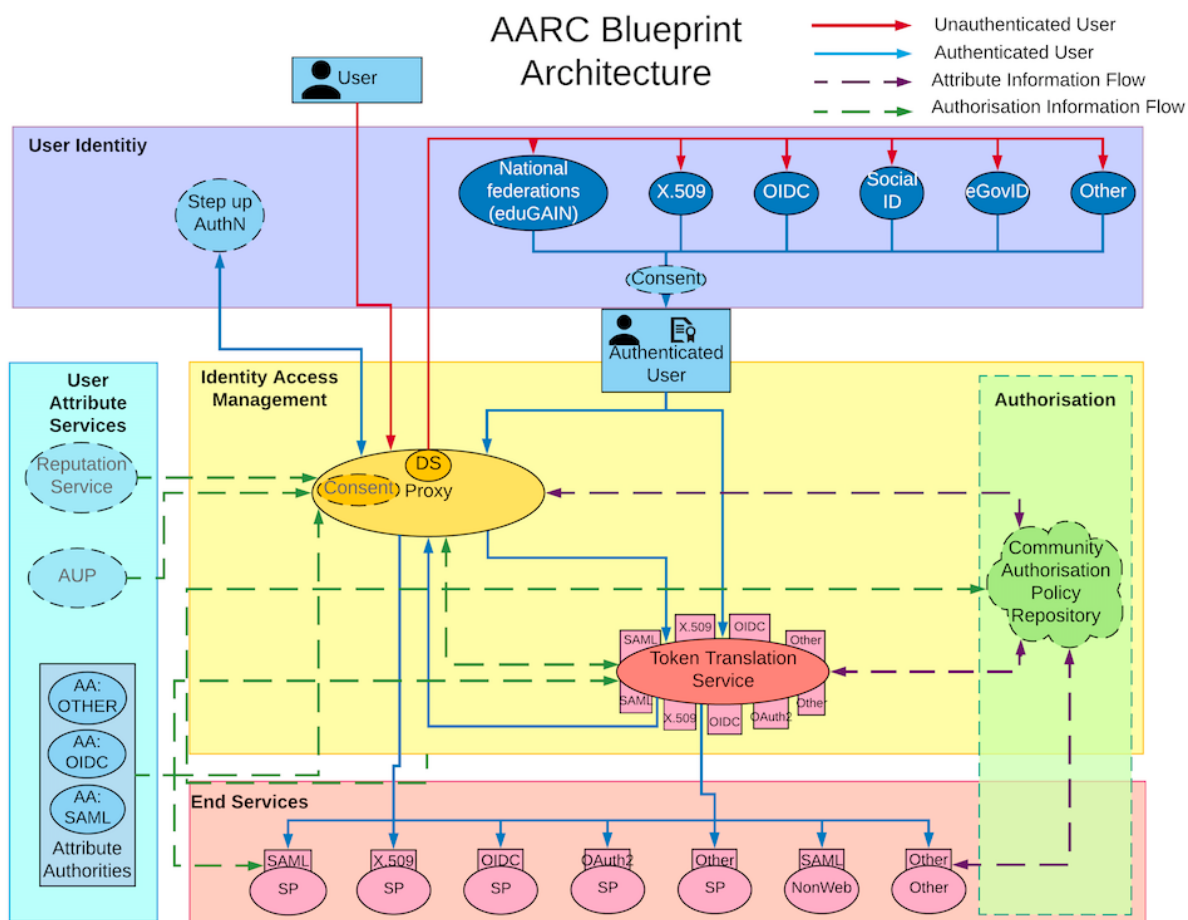 AARC Blueprint
Architecture
Unauthenticated User
Authenticated User
Attribute Information Flow
Authorisation Information Flow
User
User Identitiy
Step up
AuthN
National
federations
(eduGAIN)
X.509
OIDC
Social
ID
eGovID
Other
Consent
Authenticated
User
User
Attribute
Services
Reputation
Service
AUP
AA:
OTHER
AA:
OIDC
AA:
SAML
Attribute
Authorities
Identity Access
Management
DS
Consent
Proxy
SAML
X.509
OIDC
Other
Token Translation
Service
SAML
X.509
OIDC
OAuth2
Other
Authorisation
Community
Authorisation
Policy
Repository
End Services
SAML
SP
X.509
SP
OIDC
SP
OAuth2
SP
Other
SP
SAML
NonWeb
Other
Other